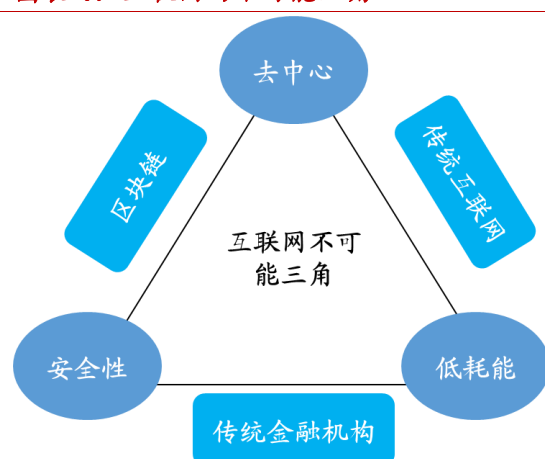 去中心
区块链
传统互联网
互联网不可
能三角
安全性
低耗能
传统金融机构